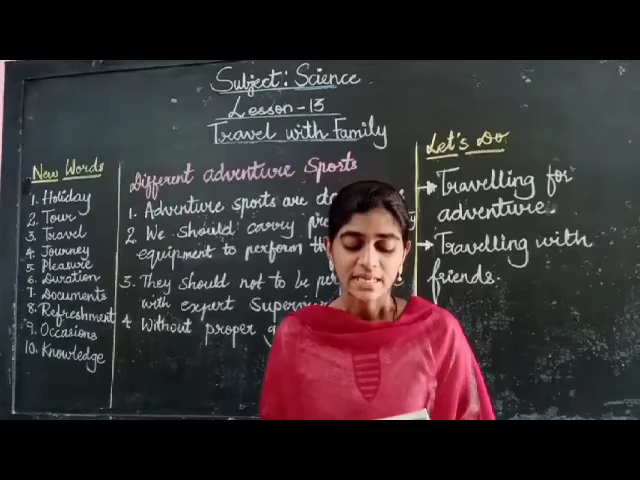 Subject: Science
Lesson-13
Travel with Family
New Words
1. Holiday
2. Tour
3. Travel
4. Journey
5. Pleasure
6. Duration
7. Documents
8. Refreshment
9. Occasions
10. Knowledge
Different adventure Sports
1. Adventure sports are
2. We should carry
equipment to perform
3. They should not to be
with expert
4. Without proper
Let's Do
→ Travelling for
adventure.
→ Travelling with
friends.